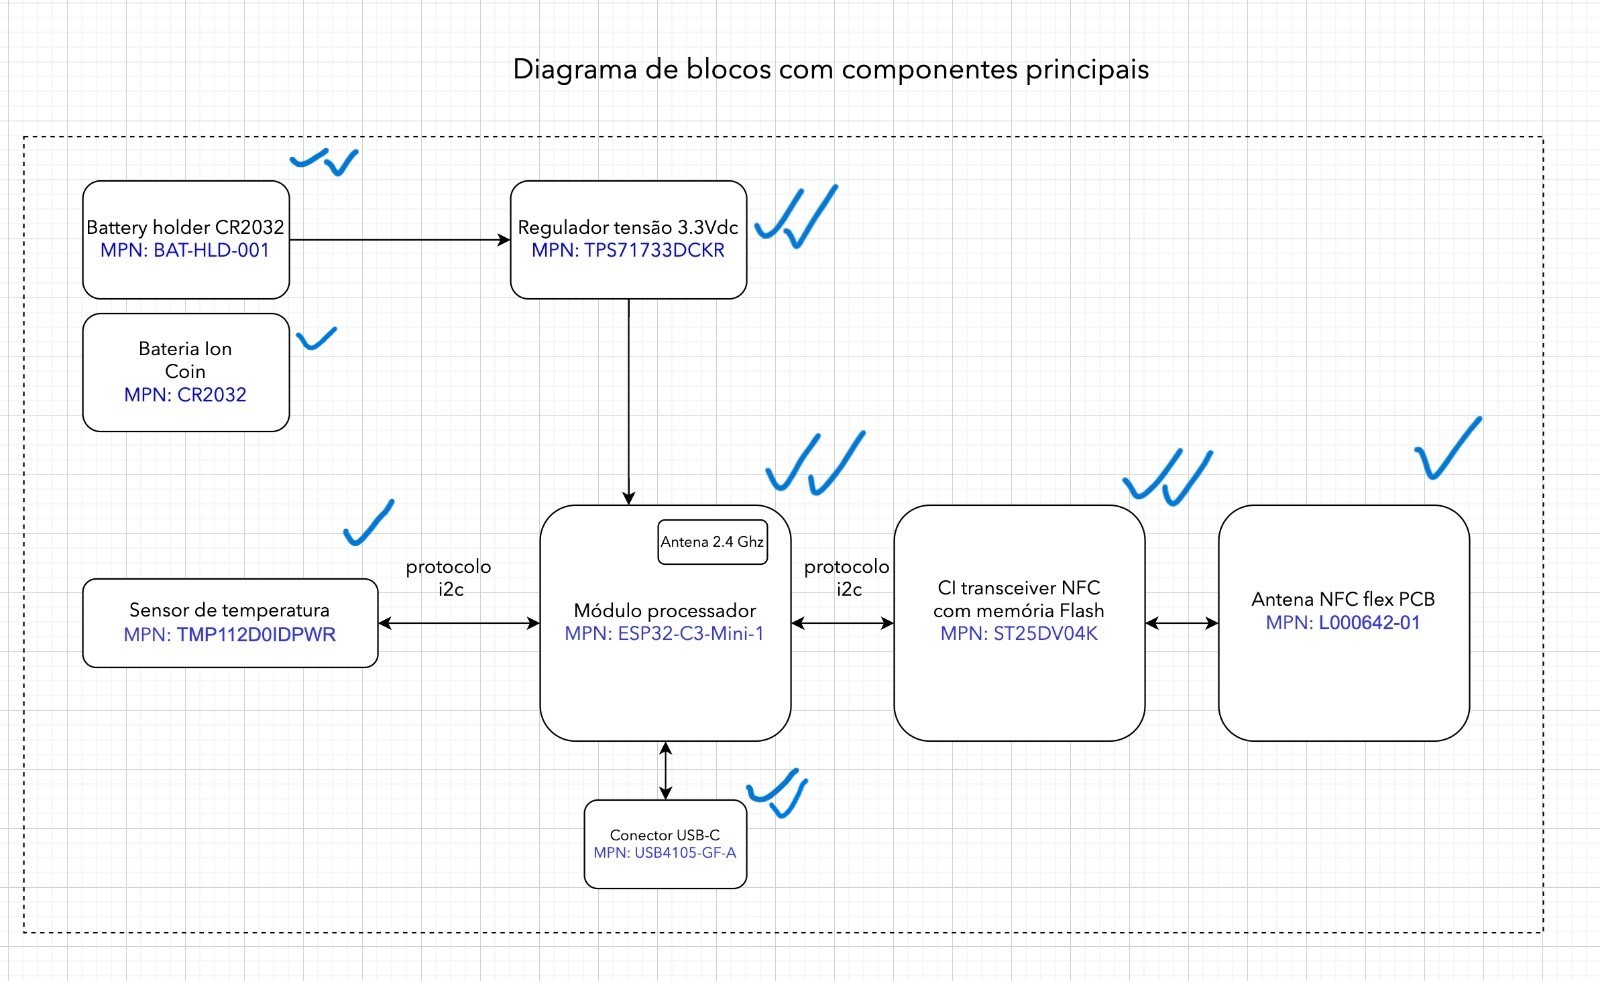 Diagrama de blocos com componentes principais
Battery holder CR2032
MPN: BAT-HLD-001
Regulador tensão 3.3Vdc
MPN: TPS71733DCKR
Bateria Ion
Coin
MPN: CR2032
Sensor de temperatura
MPN: TMP112D0IDPWR
protocolo
i2c
Antena 2.4 Ghz
Módulo processador
MPN: ESP32-C3-Mini-1
protocolo
i2c
CI transceiver NFC
com memória Flash
MPN: ST25DV04K
Antena NFC flex PCB
MPN: L000642-01
Conector USB-C
MPN: USB4105-GF-A